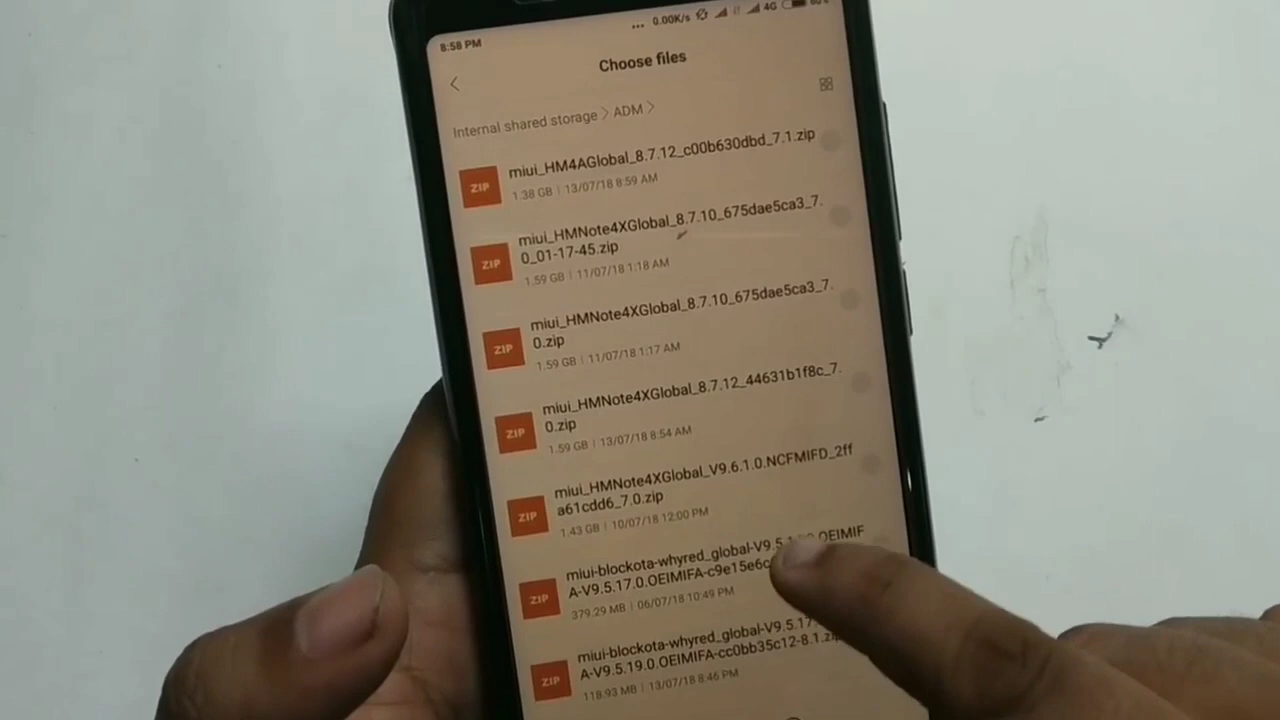 8:58 PM ... 0.00K/s 4G
Choose files
Internal shared storage > ADM >
ZIP miui_HM4AGlobal_8.7.12_c00b630dbd_7.1.zip
1.38 GB | 13/07/18 8:59 AM
ZIP miui_HMNote4XGlobal_8.7.10_675dae5ca3_7.
0_01-17-45.zip
1.59 GB | 11/07/18 1:18 AM
ZIP miui_HMNote4XGlobal_8.7.10_675dae5ca3_7.
0.zip
1.59 GB | 11/07/18 1:17 AM
ZIP miui_HMNote4XGlobal_8.7.12_44631b1f8c_7.
0.zip
1.59 GB | 13/07/18 8:54 AM
ZIP miui_HMNote4XGlobal_V9.6.1.0.NCFMIFD_2ff
a61cdd6_7.0.zip
1.43 GB | 10/07/18 12:00 PM
ZIP miui-blockota-whyred_global-V9.5. .OEIMIF
A-V9.5.17.0.OEIMIFA-c9e15e6c
379.29 MB | 06/07/18 10:49 PM
ZIP miui-blockota-whyred_global-V9.5.17.
A-V9.5.19.0.OEIMIFA-cc0bb35c12-8.1.zip
118.93 MB | 13/07/18 8:46 PM